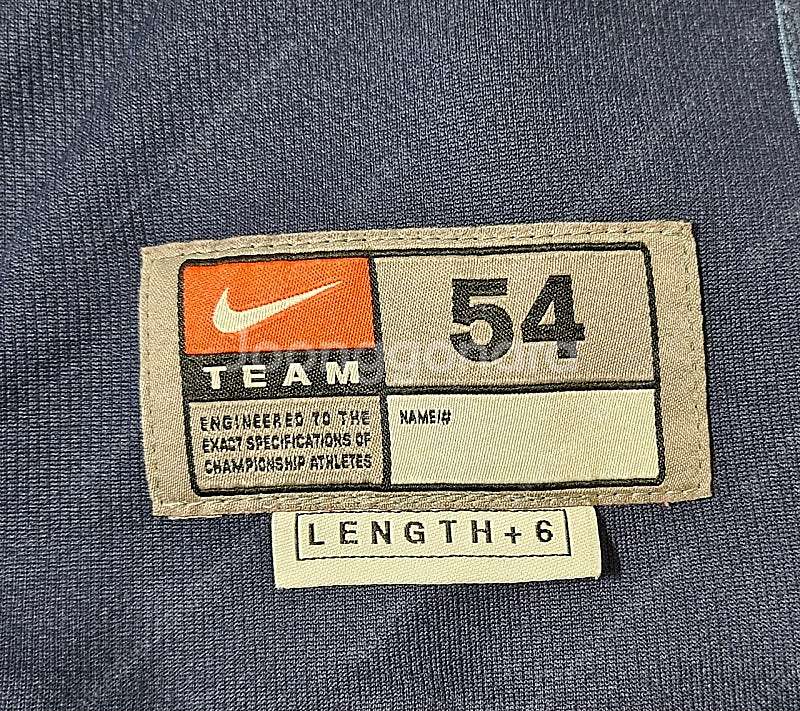 54
TEAM
ENGINEERED TO THE
EXACT SPECIFICATIONS OF
CHAMPIONSHIP ATHLETES
NAME/#
LENGTH + 6